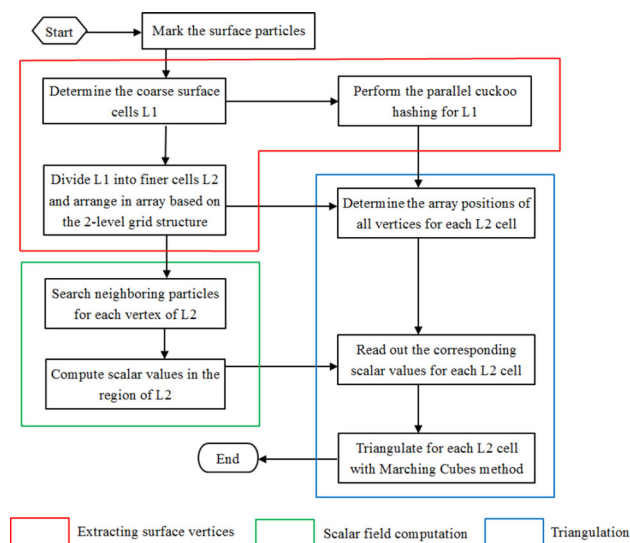 Start
Mark the surface particles
Determine the coarse surface
cells L1
Perform the parallel cuckoo
hashing for L1
Divide L1 into finer cells L2
and arrange in array based on
the 2-level grid structure
Determine the array positions of
all vertices for each L2 cell
Search neighboring particles
for each vertex of L2
Compute scalar values in the
region of L2
Read out the corresponding
scalar values for each L2 cell
Triangulate for each L2 cell
with Marching Cubes method
End
Extracting surface vertices
Scalar field computation
Triangulation